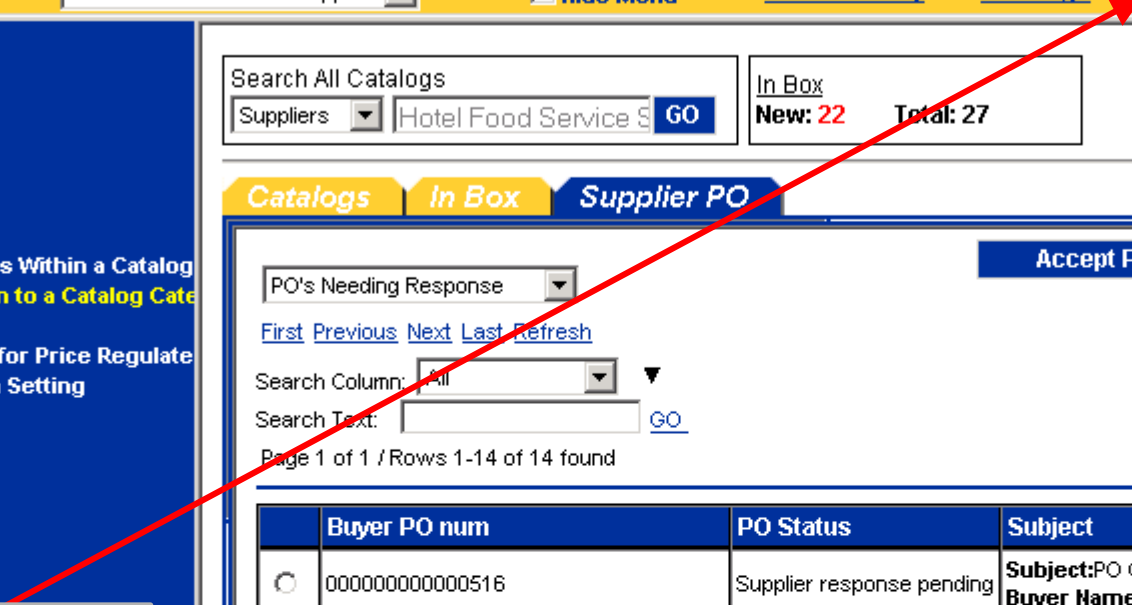 Hide Menu
Search All Catalogs
Suppliers
Hotel Food Service S
GO
In Box
New: 22 Total: 27
Catalogs
In Box
Supplier PO
s Within a Catalog
n to a Catalog Cate
for Price Regulate
Setting
Accept P
PO's Needing Response
First Previous Next Last Refresh
Search Column: All
Search Text: GO
Page 1 of 1 / Rows 1-14 of 14 found
Buyer PO num PO Status Subject
000000000000516 Supplier response pending Subject:PO
Buyer Name